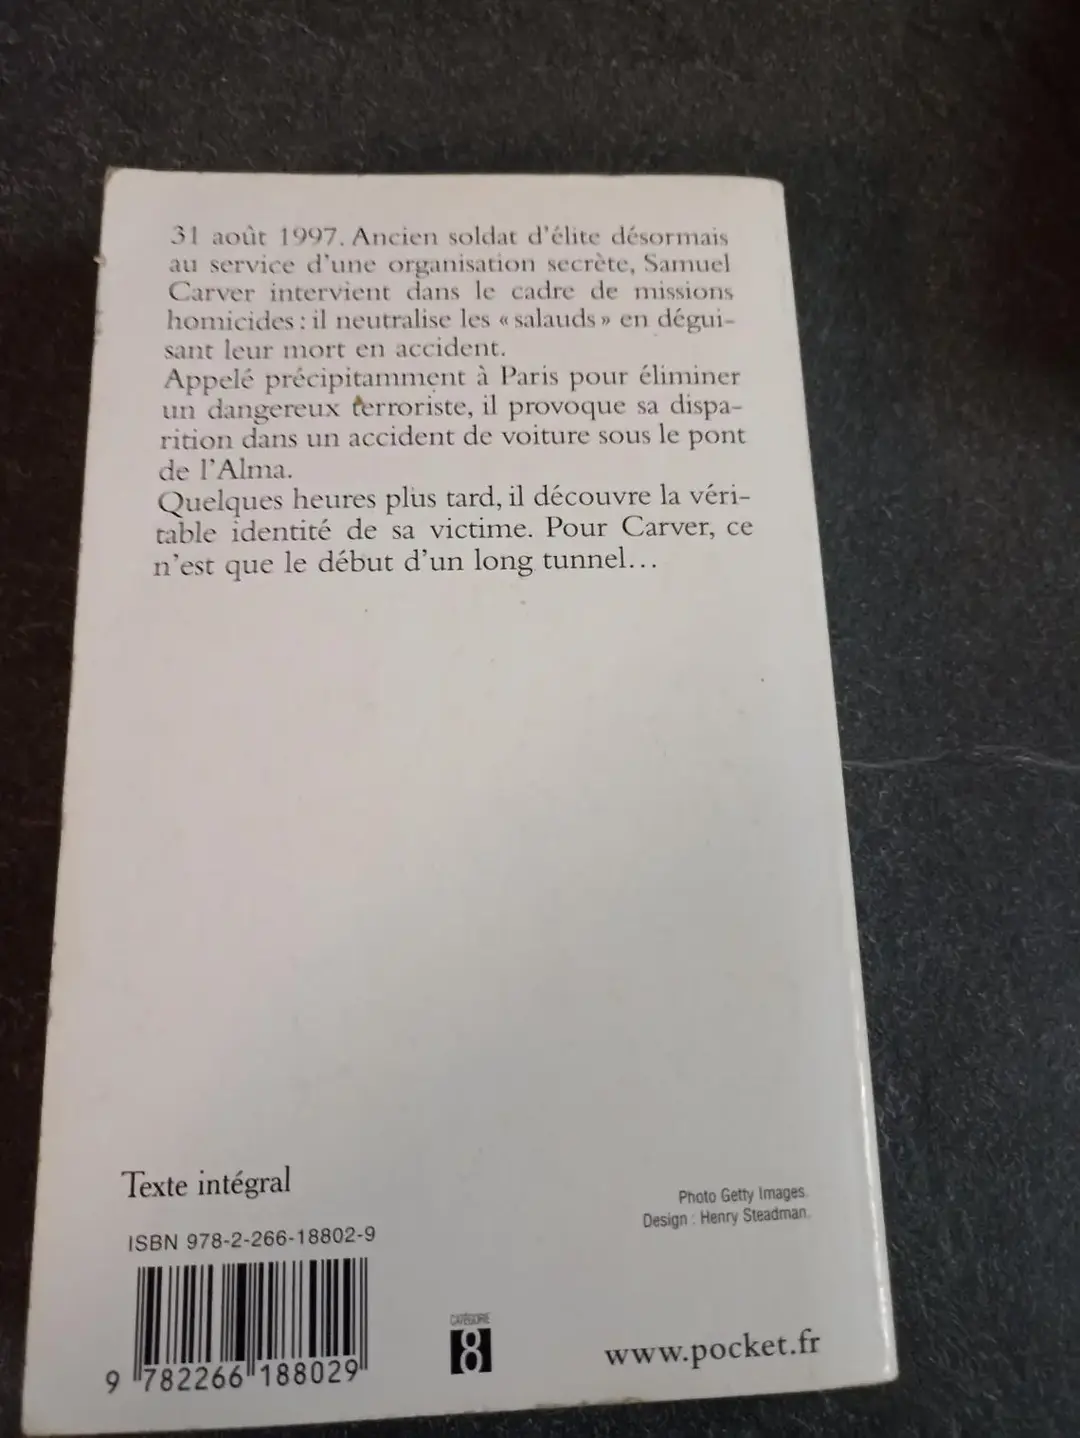 31 août 1997. Ancien soldat d'élite désormais
au service d'une organisation secrète, Samuel
Carver intervient dans le cadre de missions
homicides : il neutralise les « salauds » en dégui-
sant leur mort en accident.
Appelé précipitamment à Paris pour éliminer
un dangereux terroriste, il provoque sa dispa-
rition dans un accident de voiture sous le pont
de l'Alma.
Quelques heures plus tard, il découvre la véri-
table identité de sa victime. Pour Carver, ce
n'est que le début d'un long tunnel...
Texte intégral
Photo Getty Images.
Design : Henry Steadman.
ISBN 978-2-266-18802-9
9 782266 188029
CATÉGORIE
8
www.pocket.fr